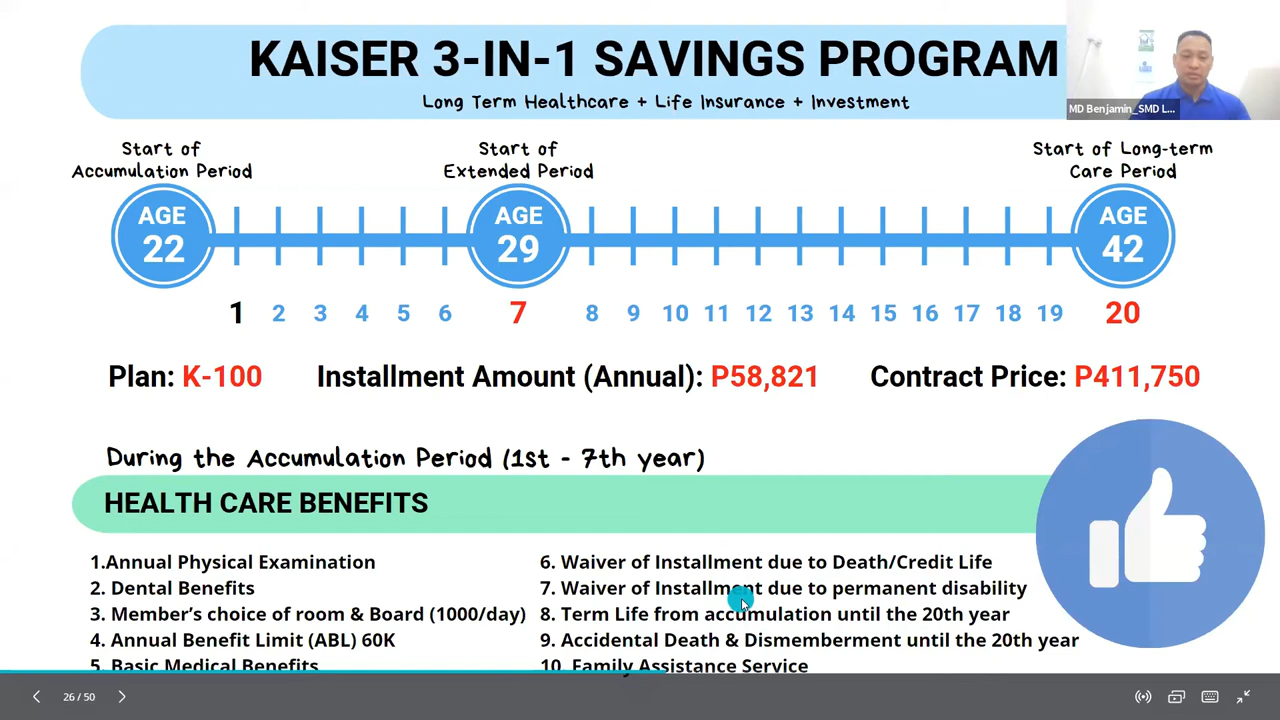 KAISER 3-IN-1 SAVINGS PROGRAM
Long Term Healthcare + Life Insurance + Investment
MD Benjamin_SMD L...
Start of
Accumulation Period
Start of
Extended Period
Start of Long-term
Care Period
AGE
22
AGE
29
AGE
42
1 2 3 4 5 6 7 8 9 10 11 12 13 14 15 16 17 18 19 20
Plan: K-100 Installment Amount (Annual): P58,821 Contract Price: P411,750
During the Accumulation Period (1st - 7th year)
HEALTH CARE BENEFITS
1.Annual Physical Examination
2. Dental Benefits
3. Member’s choice of room & Board (1000/day)
4. Annual Benefit Limit (ABL) 60K
5. Basic Medical Benefits
6. Waiver of Installment due to Death/Credit Life
7. Waiver of Installment due to permanent disability
8. Term Life from accumulation until the 20th year
9. Accidental Death & Dismemberment until the 20th year
10. Family Assistance Service
26 / 50